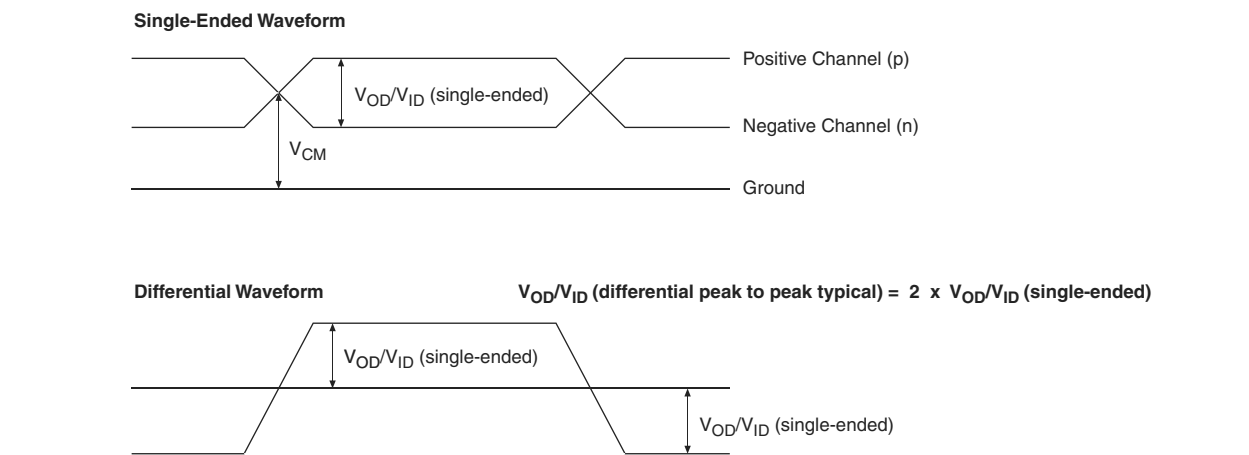 Single-Ended Waveform
Positive Channel (p)
VOD/VID (single-ended)
Negative Channel (n)
VCM
Ground
Differential Waveform
VOD/VID (differential peak to peak typical) = 2 x VOD/VID (single-ended)
VOD/VID (single-ended)
VOD/VID (single-ended)